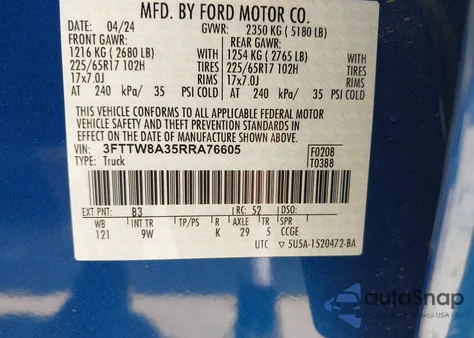 MFD. BY FORD MOTOR CO.
DATE: 04/24 GVWR: 2350 KG ( 5180 LB)
FRONT GAWR: REAR GAWR:
1216 KG ( 2680 LB) 1254 KG ( 2765 LB)
225/65R17 102H TIRES 225/65R17 102H TIRES
17x7.0J RIMS 17x7.0J RIMS
AT 240 kPa/ 35 PSI COLD AT 240 kPa/ 35 PSI COLD
THIS VEHICLE CONFORMS TO ALL APPLICABLE FEDERAL MOTOR
VEHICLE SAFETY AND THEFT PREVENTION STANDARDS IN
EFFECT ON THE DATE OF MANUFACTURE SHOWN ABOVE.
VIN: 3FTTW8A35RRA76605 F0208
TYPE: Truck T0388
EXT PNT: B3 RC: 52 DSO:
WB INT TR TP/PS R AXLE TR SPR
121 9W K 29 5 CCGE
UTC ▽ 5U5A-1520472-BA
autoSnap